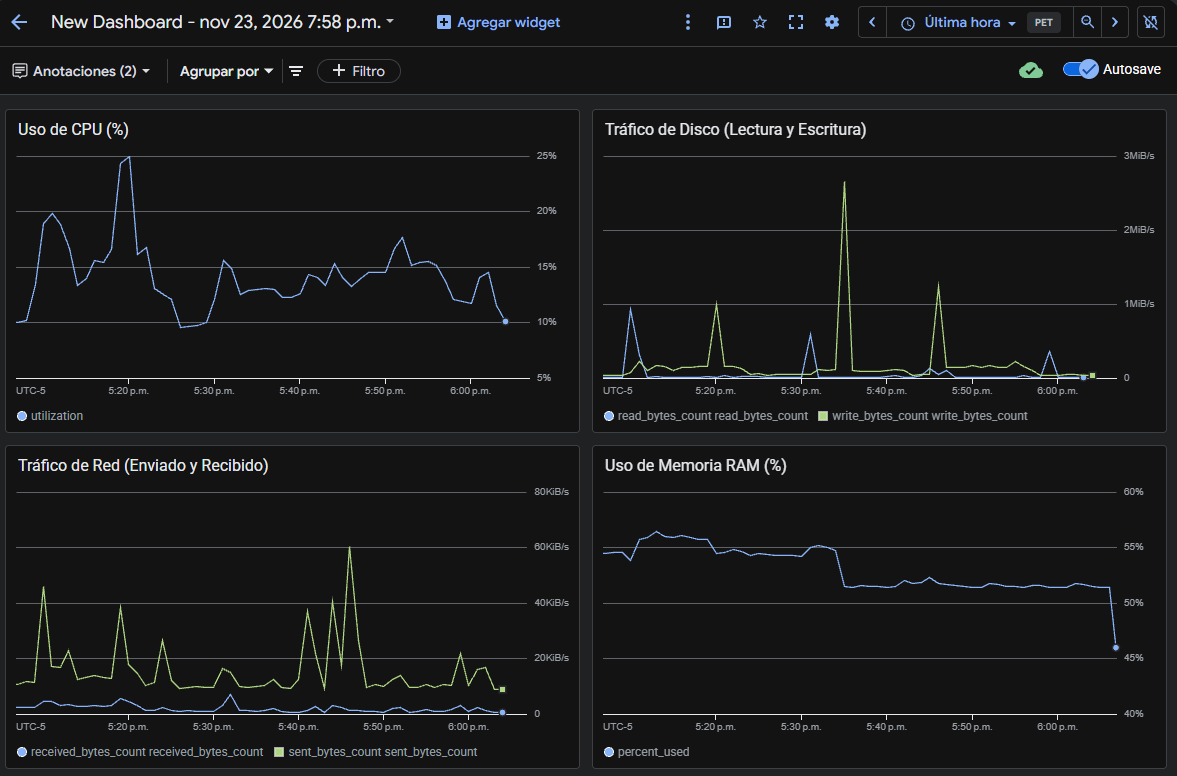 New Dashboard - nov 23, 2026 7:58 p.m.
Agregar widget
Última hora
PET
Anotaciones (2)
Agrupar por
Filtro
Autosave
Uso de CPU (%)
25%
20%
15%
10%
5%
UTC-5 5:20 p.m. 5:30 p.m. 5:40 p.m. 5:50 p.m. 6:00 p.m.
utilization
Tráfico de Disco (Lectura y Escritura)
3MiB/s
2MiB/s
1MiB/s
0
UTC-5 5:20 p.m. 5:30 p.m. 5:40 p.m. 5:50 p.m. 6:00 p.m.
read_bytes_count read_bytes_count write_bytes_count write_bytes_count
Tráfico de Red (Enviado y Recibido)
80KiB/s
60KiB/s
40KiB/s
20KiB/s
0
UTC-5 5:20 p.m. 5:30 p.m. 5:40 p.m. 5:50 p.m. 6:00 p.m.
received_bytes_count received_bytes_count sent_bytes_count sent_bytes_count
Uso de Memoria RAM (%)
60%
55%
50%
45%
40%
UTC-5 5:20 p.m. 5:30 p.m. 5:40 p.m. 5:50 p.m. 6:00 p.m.
percent_used